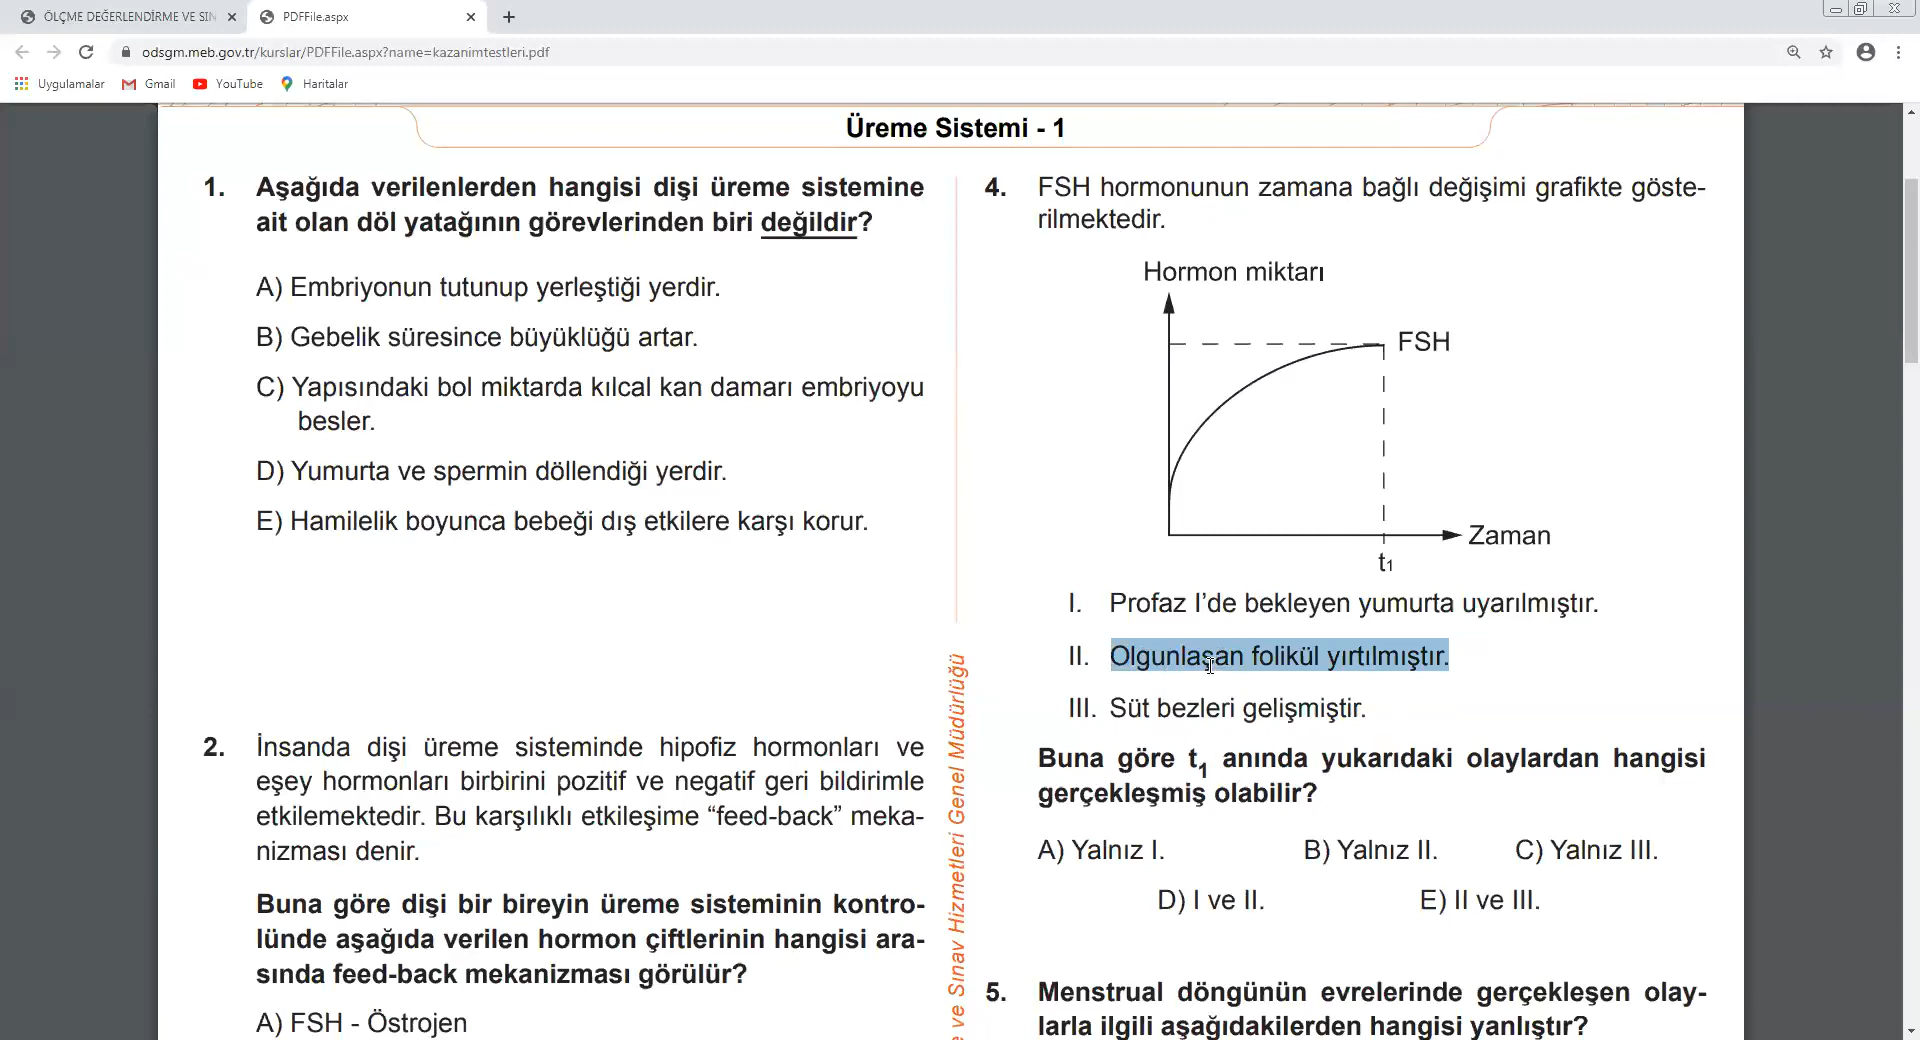 ÖLÇME DEĞERLENDİRME VE SIN
PDFFile.aspx
odsgm.meb.gov.tr/kurslar/PDFFile.aspx?name=kazanimtestleri.pdf
Uygulamalar
Gmail
YouTube
Haritalar
Üreme Sistemi - 1
1. Aşağıda verilenlerden hangisi dişi üreme sistemine
ait olan döl yatağının görevlerinden biri değildir?
A) Embriyonun tutunup yerleştiği yerdir.
B) Gebelik süresince büyüklüğü artar.
C) Yapısındaki bol miktarda kılcal kan damarı embriyoyu
besler.
D) Yumurta ve spermin döllendiği yerdir.
E) Hamilelik boyunca bebeği dış etkilere karşı korur.
2. İnsanda dişi üreme sisteminde hipofiz hormonları ve
eşey hormonları birbirini pozitif ve negatif geri bildirimle
etkilemektedir. Bu karşılıklı etkileşime “feed-back” meka-
nizması denir.
Buna göre dişi bir bireyin üreme sisteminin kontro-
lünde aşağıda verilen hormon çiftlerinin hangisi ara-
sında feed-back mekanizması görülür?
A) FSH - Östrojen
e ve Sınav Hizmetleri Genel Müdürlüğü
4. FSH hormonunun zamana bağlı değişimi grafikte göste-
rilmektedir.
Hormon miktarı
FSH
Zaman
t1
I. Profaz I’de bekleyen yumurta uyarılmıştır.
II. Olgunlaşan folikül yırtılmıştır.
III. Süt bezleri gelişmiştir.
Buna göre t1 anında yukarıdaki olaylardan hangisi
gerçekleşmiş olabilir?
A) Yalnız I. B) Yalnız II. C) Yalnız III.
D) I ve II. E) II ve III.
5. Menstrual döngünün evrelerinde gerçekleşen olay-
larla ilgili aşağıdakilerden hangisi yanlıştır?